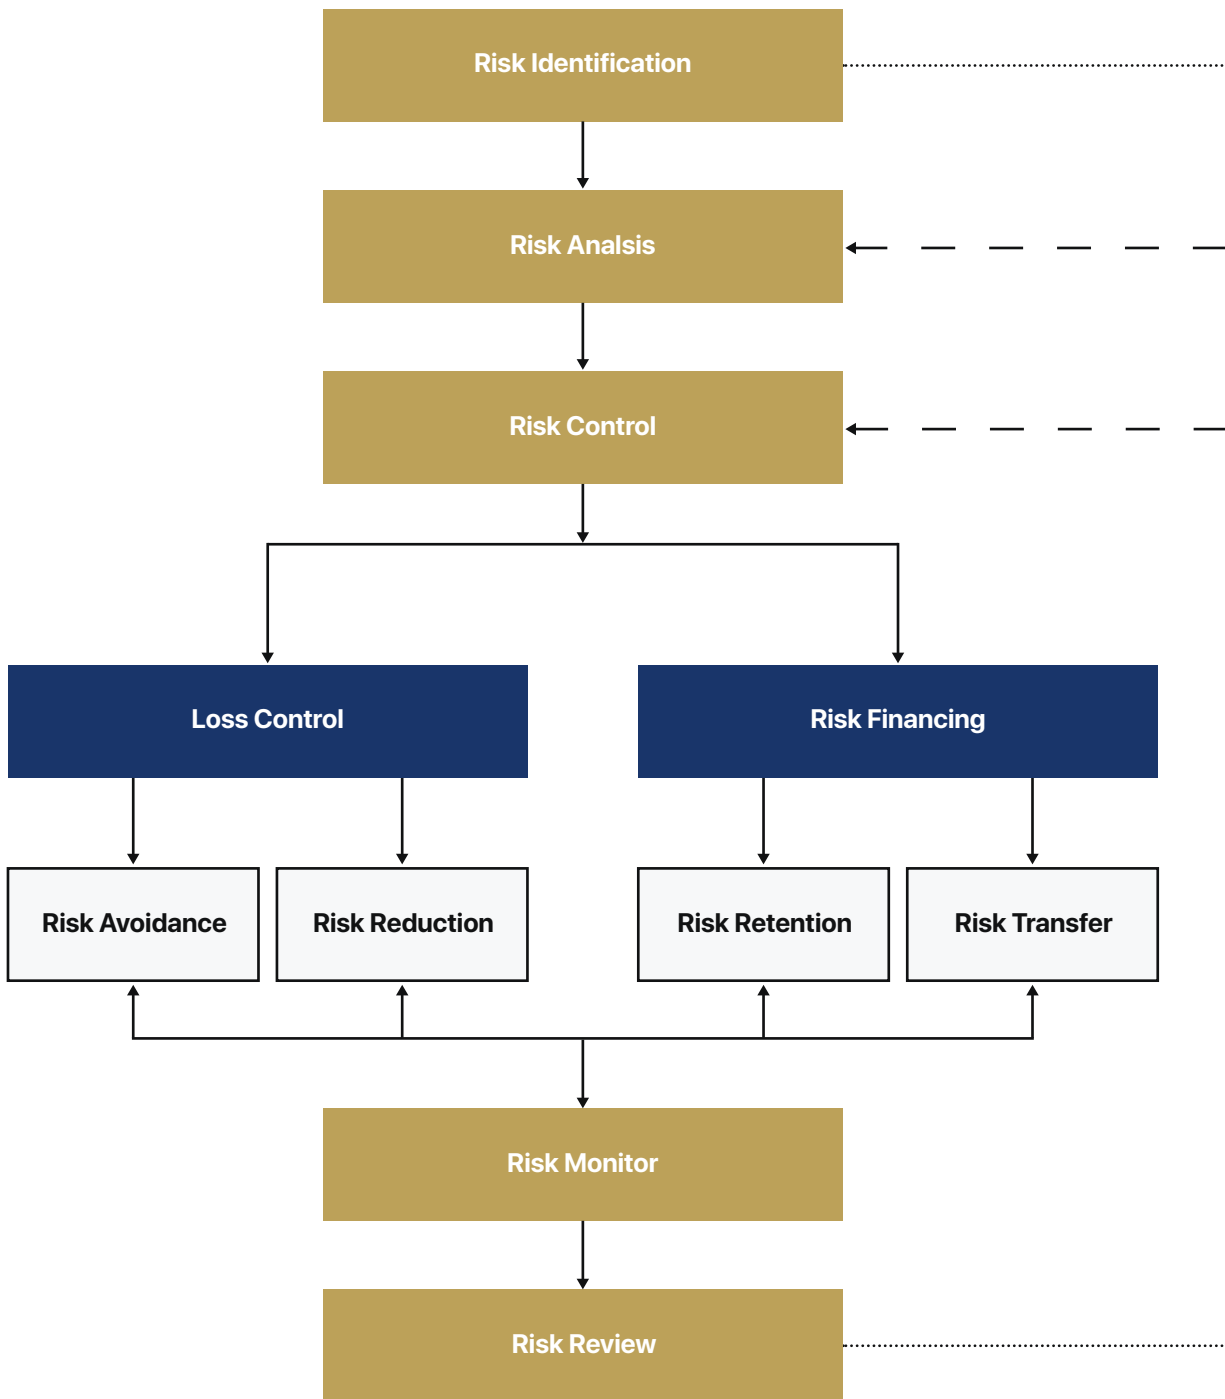 Risk Identification
Risk Analsis
Risk Control
Loss Control
Risk Financing
Risk Avoidance
Risk Reduction
Risk Retention
Risk Transfer
Risk Monitor
Risk Review